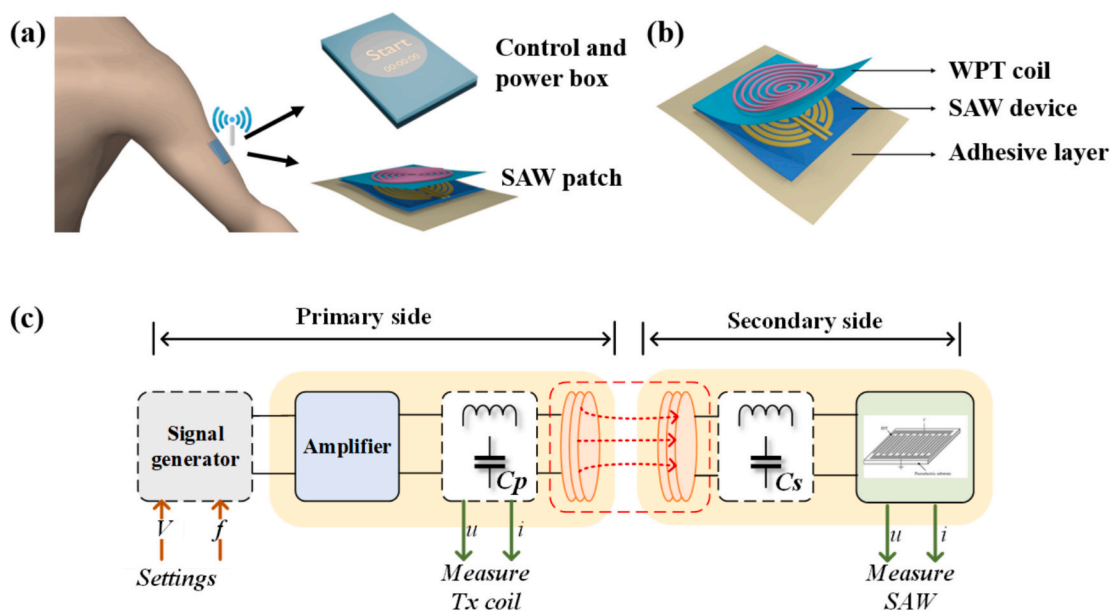 (a)
Start
00:00:00
Control and
power box
SAW patch
(b)
WPT coil
SAW device
Adhesive layer
(c)
Primary side
Secondary side
Signal
generator
Amplifier
Cp
Cs
V
f
u
i
u
i
Settings
Measure
Tx coil
Measure
SAW